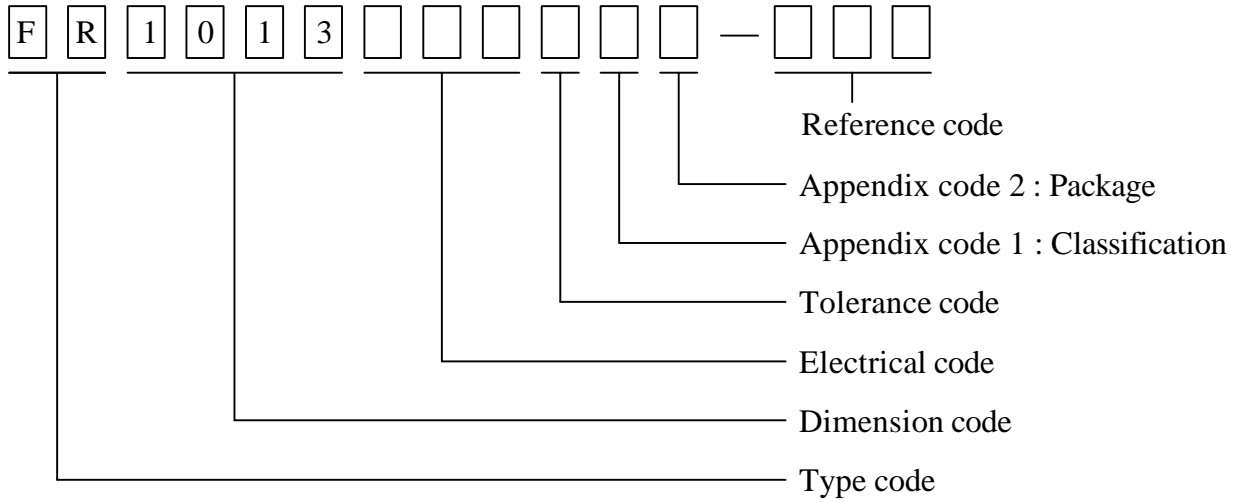 F R 1 0 1 3 —
Reference code
Appendix code 2 : Package
Appendix code 1 : Classification
Tolerance code
Electrical code
Dimension code
Type code